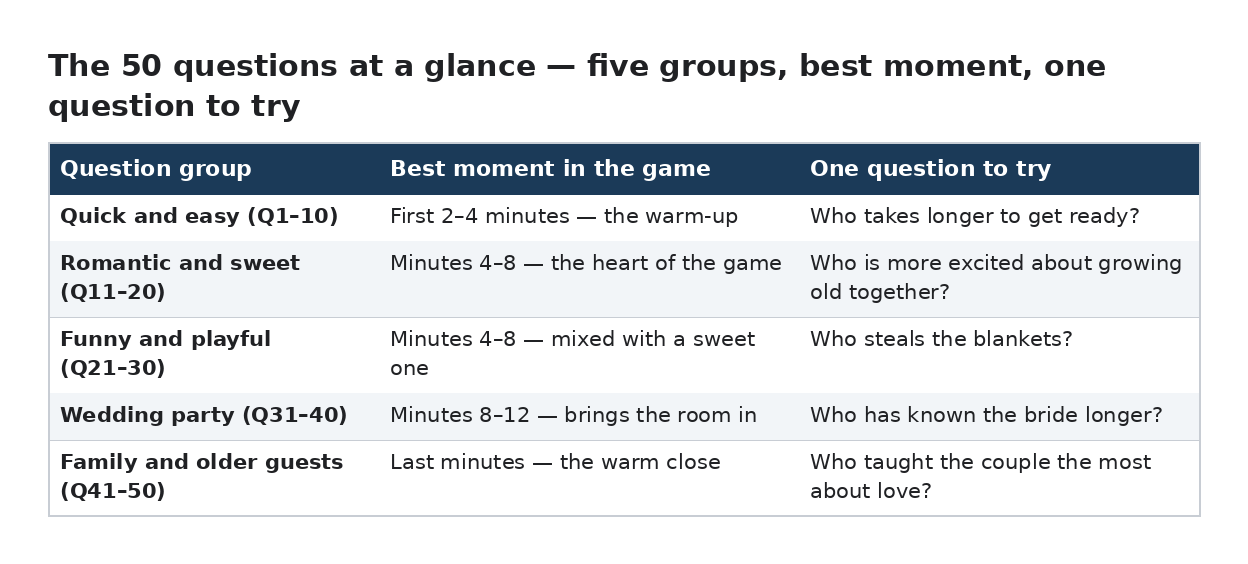 The 50 questions at a glance — five groups, best moment, one
question to try
Question group Best moment in the game One question to try
Quick and easy (Q1–10) First 2–4 minutes — the warm-up Who takes longer to get ready?
Romantic and sweet Minutes 4–8 — the heart of the game Who is more excited about growing
(Q11–20) old together?
Funny and playful Minutes 4–8 — mixed with a sweet Who steals the blankets?
(Q21–30) one
Wedding party (Q31–40) Minutes 8–12 — brings the room in Who has known the bride longer?
Family and older guests Last minutes — the warm close Who taught the couple the most
(Q41–50) about love?